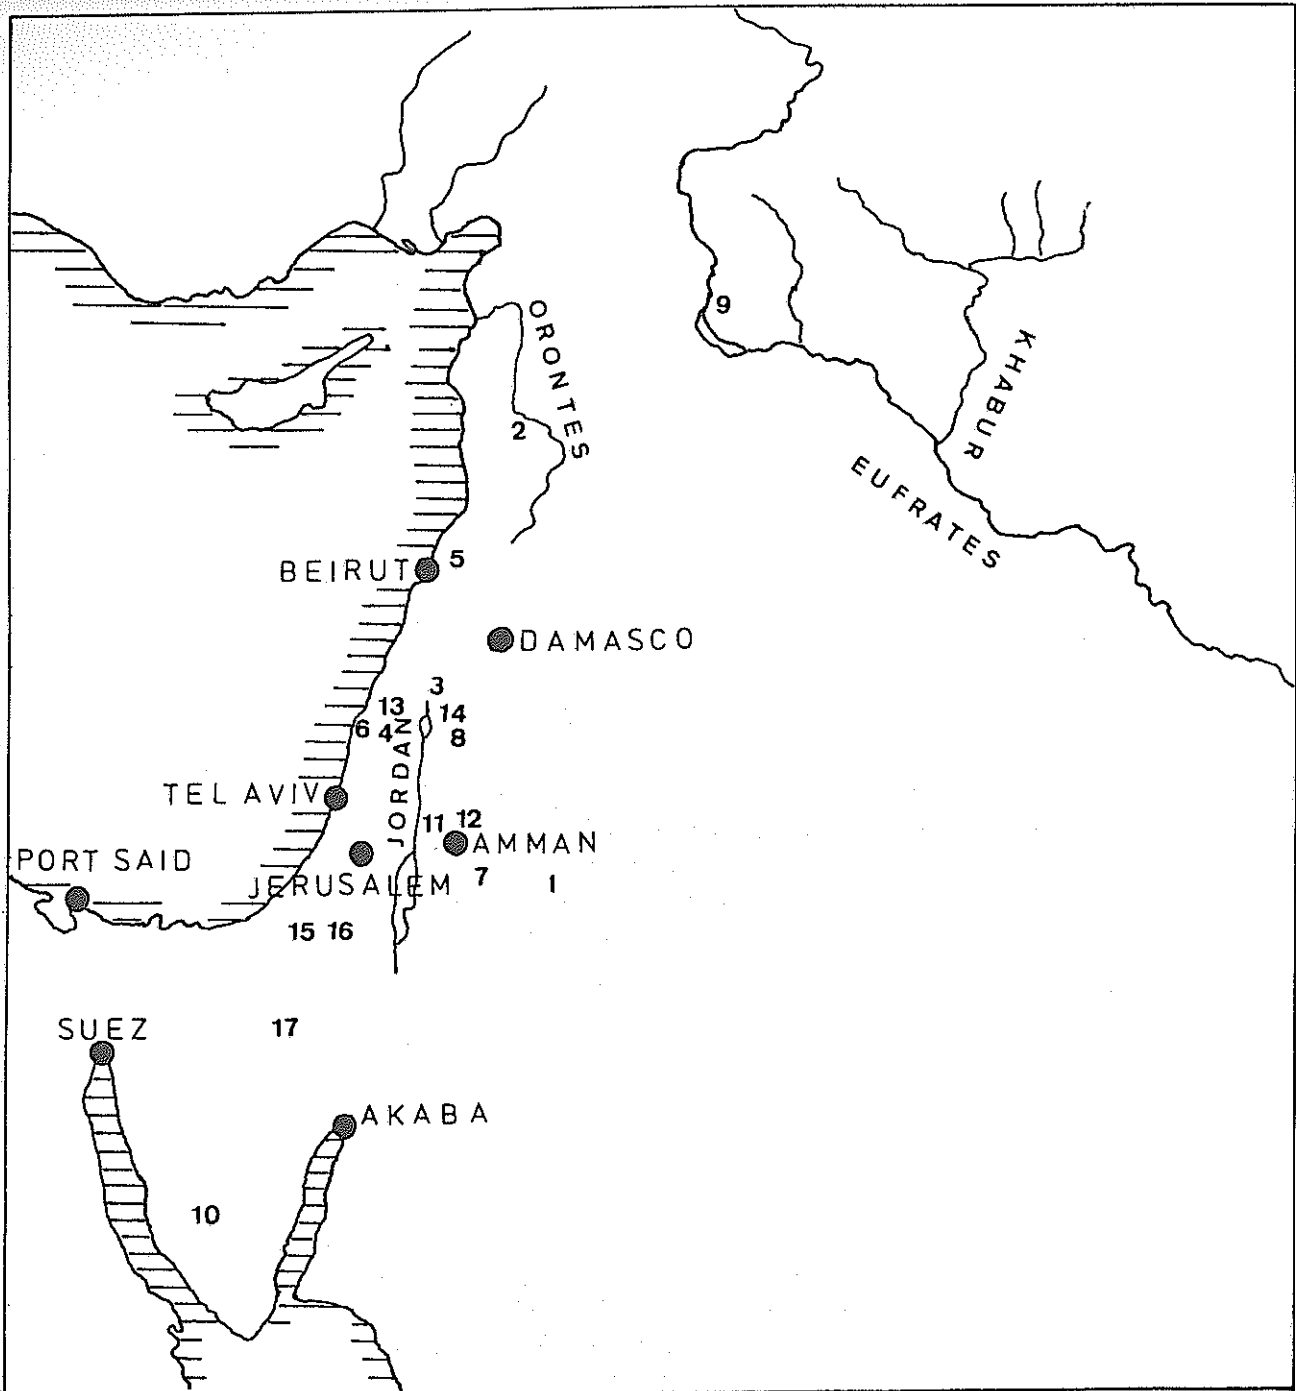 ORONTES
9
KHABUR
2
EUFRATES
5
BEIRUT
DAMASCO
3
13
14
6 4
8
JORDAN
TEL AVIV
11 12
AMMAN
PORT SAID
JERUSALEM
7
1
15 16
SUEZ
17
AKABA
10